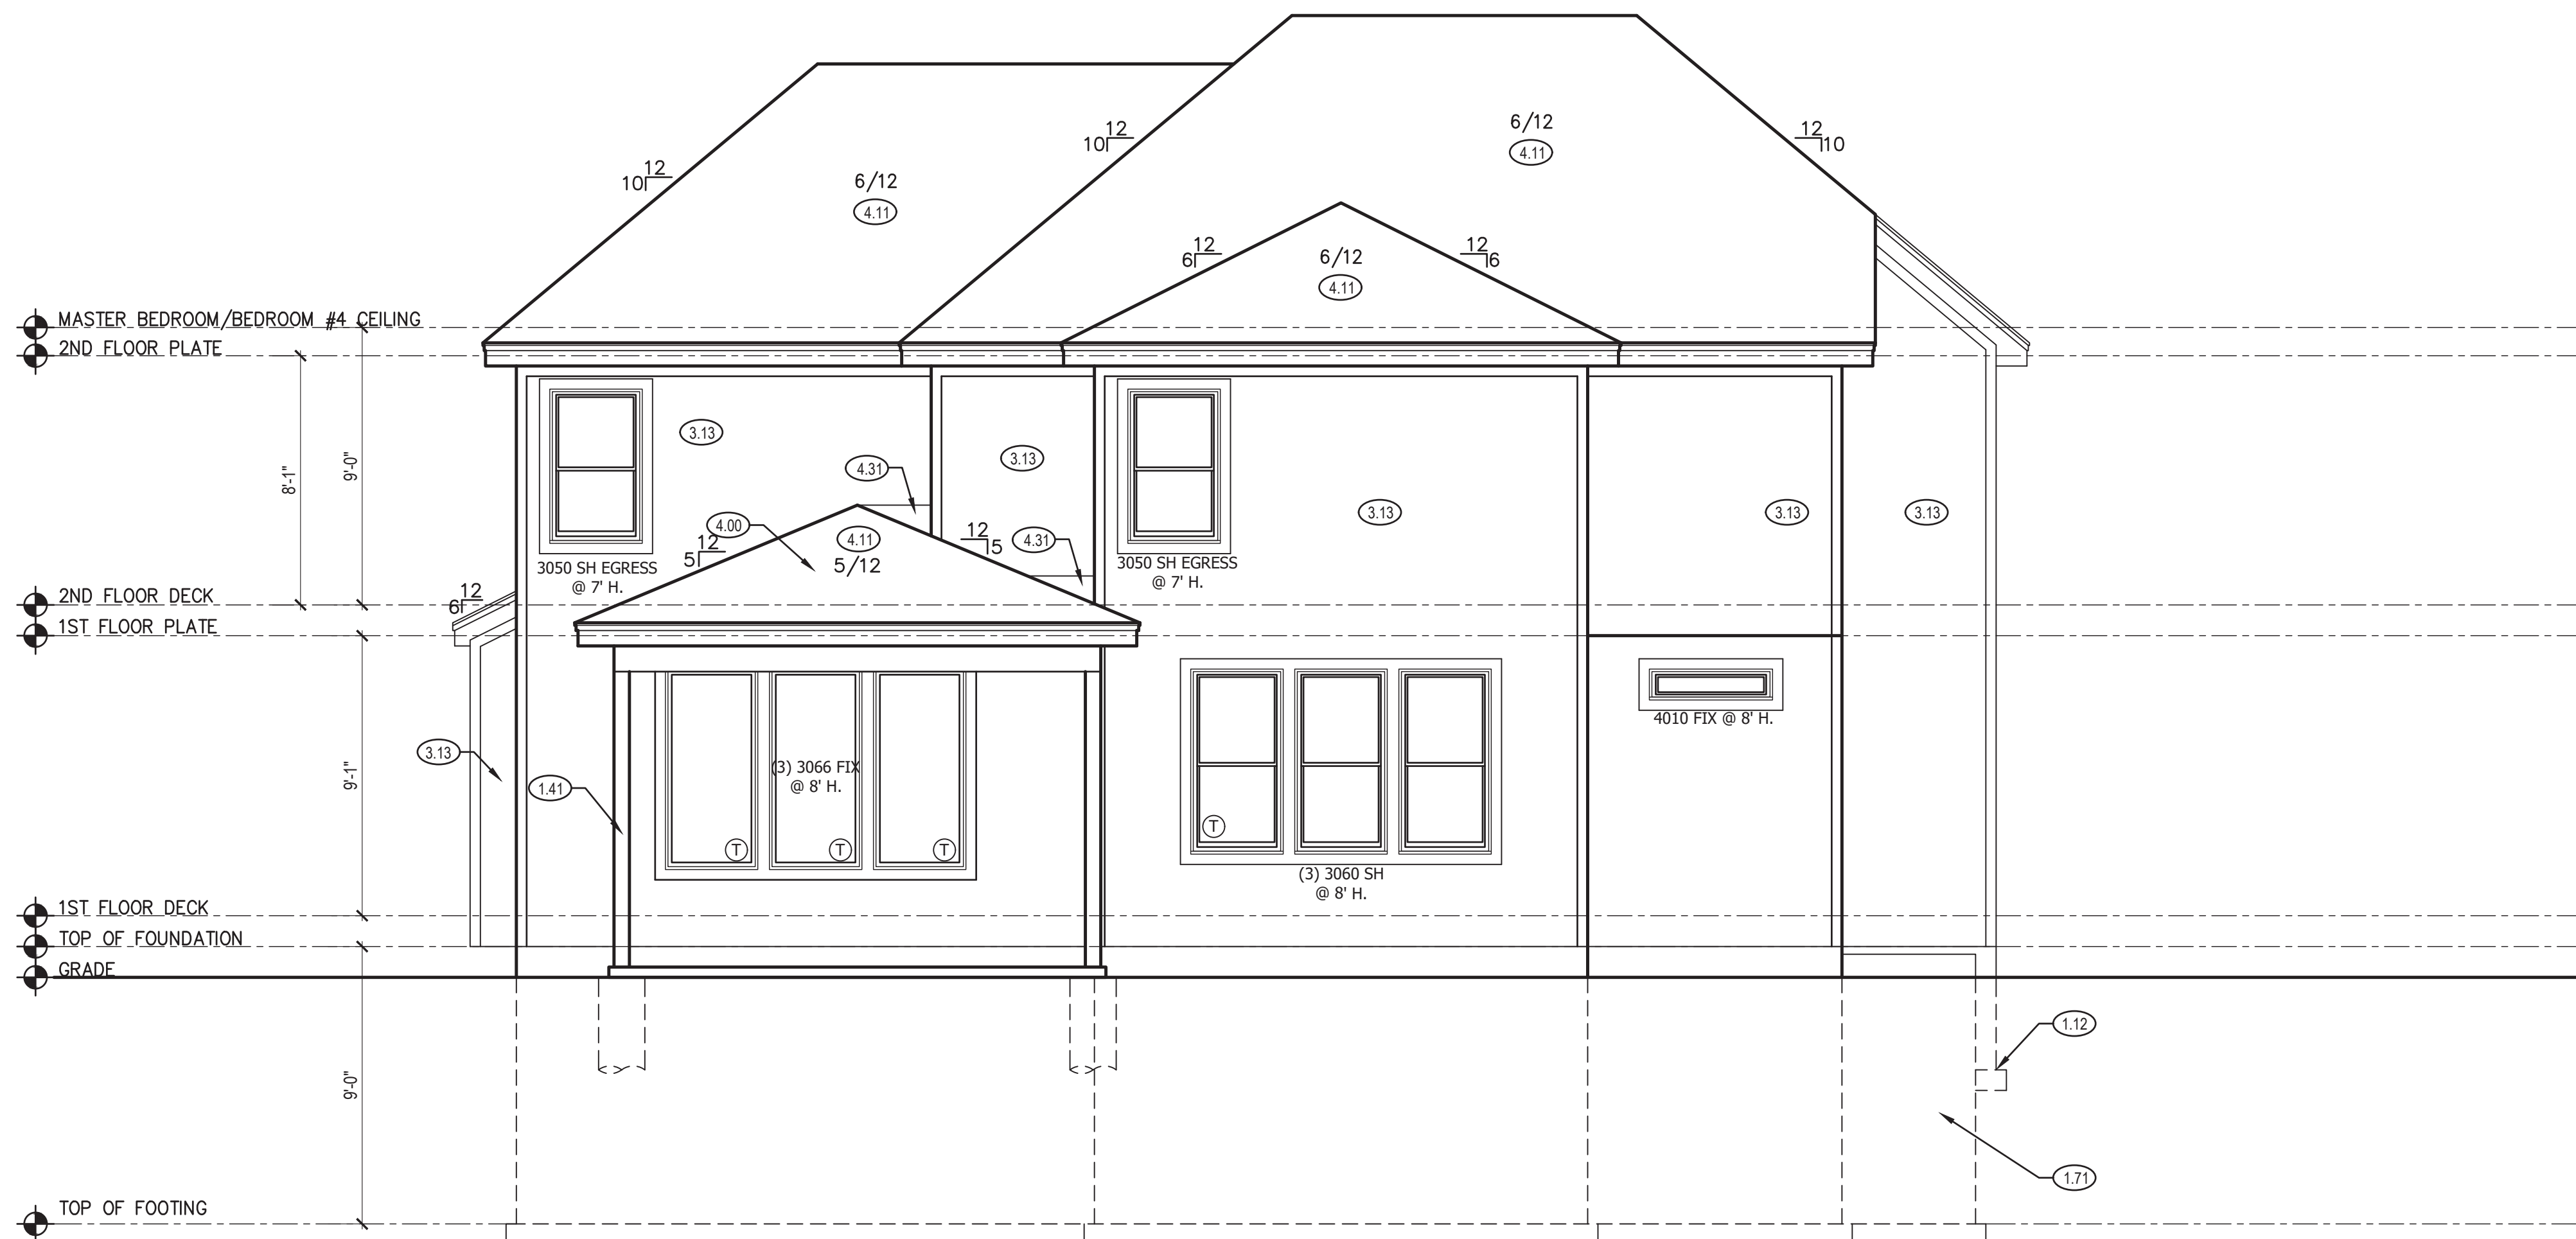 12
10
6/12
4.11
12
10
6/12
4.11
12
10
12
6
6/12
4.11
12
6
MASTER BEDROOM/BEDROOM #4 CEILING
2ND FLOOR PLATE
8'-1"
9'-0"
3.13
4.31
3.13
3.13
3.13
3.13
4.00
12
5
4.11
5/12
12
5
4.31
3050 SH EGRESS
@ 7' H.
3050 SH EGRESS
@ 7' H.
2ND FLOOR DECK
12
6
1ST FLOOR PLATE
4010 FIX @ 8' H.
3.13
9'-1"
1.41
(3) 3066 FIX
@ 8' H.
T
T
T
T
(3) 3060 SH
@ 8' H.
1ST FLOOR DECK
TOP OF FOUNDATION
GRADE
1.12
9'-0"
1.71
TOP OF FOOTING